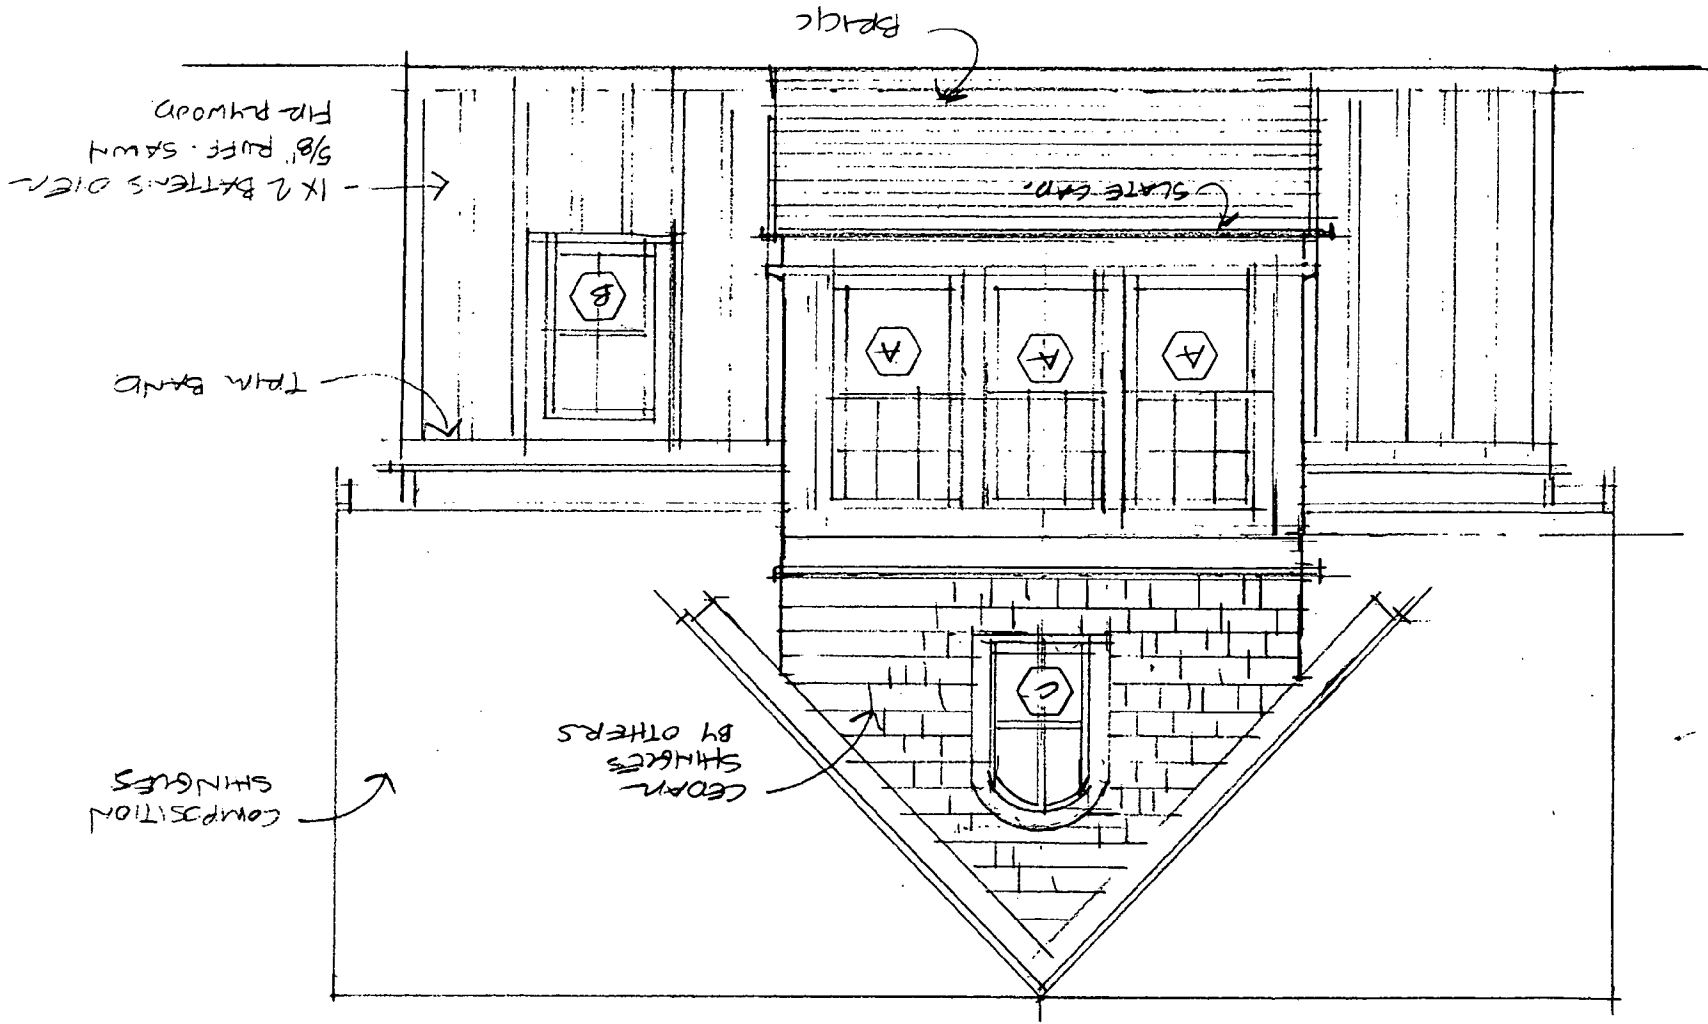 COMPOSITION
SHINGLES
CEDAR
SHINGLES
BY OTHERS
C
TRIM BAND
A
A
A
B
SLATE CAP.
1X2 BATTENS OVER
5/8" RUFF-SAWN
FIR PLYWOOD
BRICK